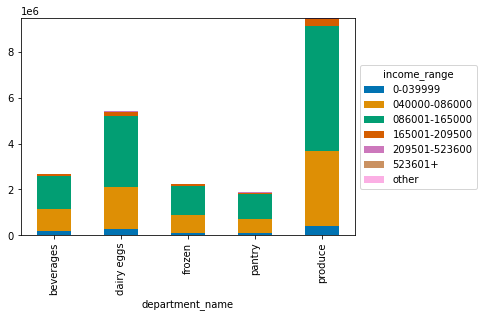 1e6
8
6
4
2
0
beverages
dairy eggs
frozen
pantry
produce
department_name
income_range
0-039999
040000-086000
086001-165000
165001-209500
209501-523600
523601+
other